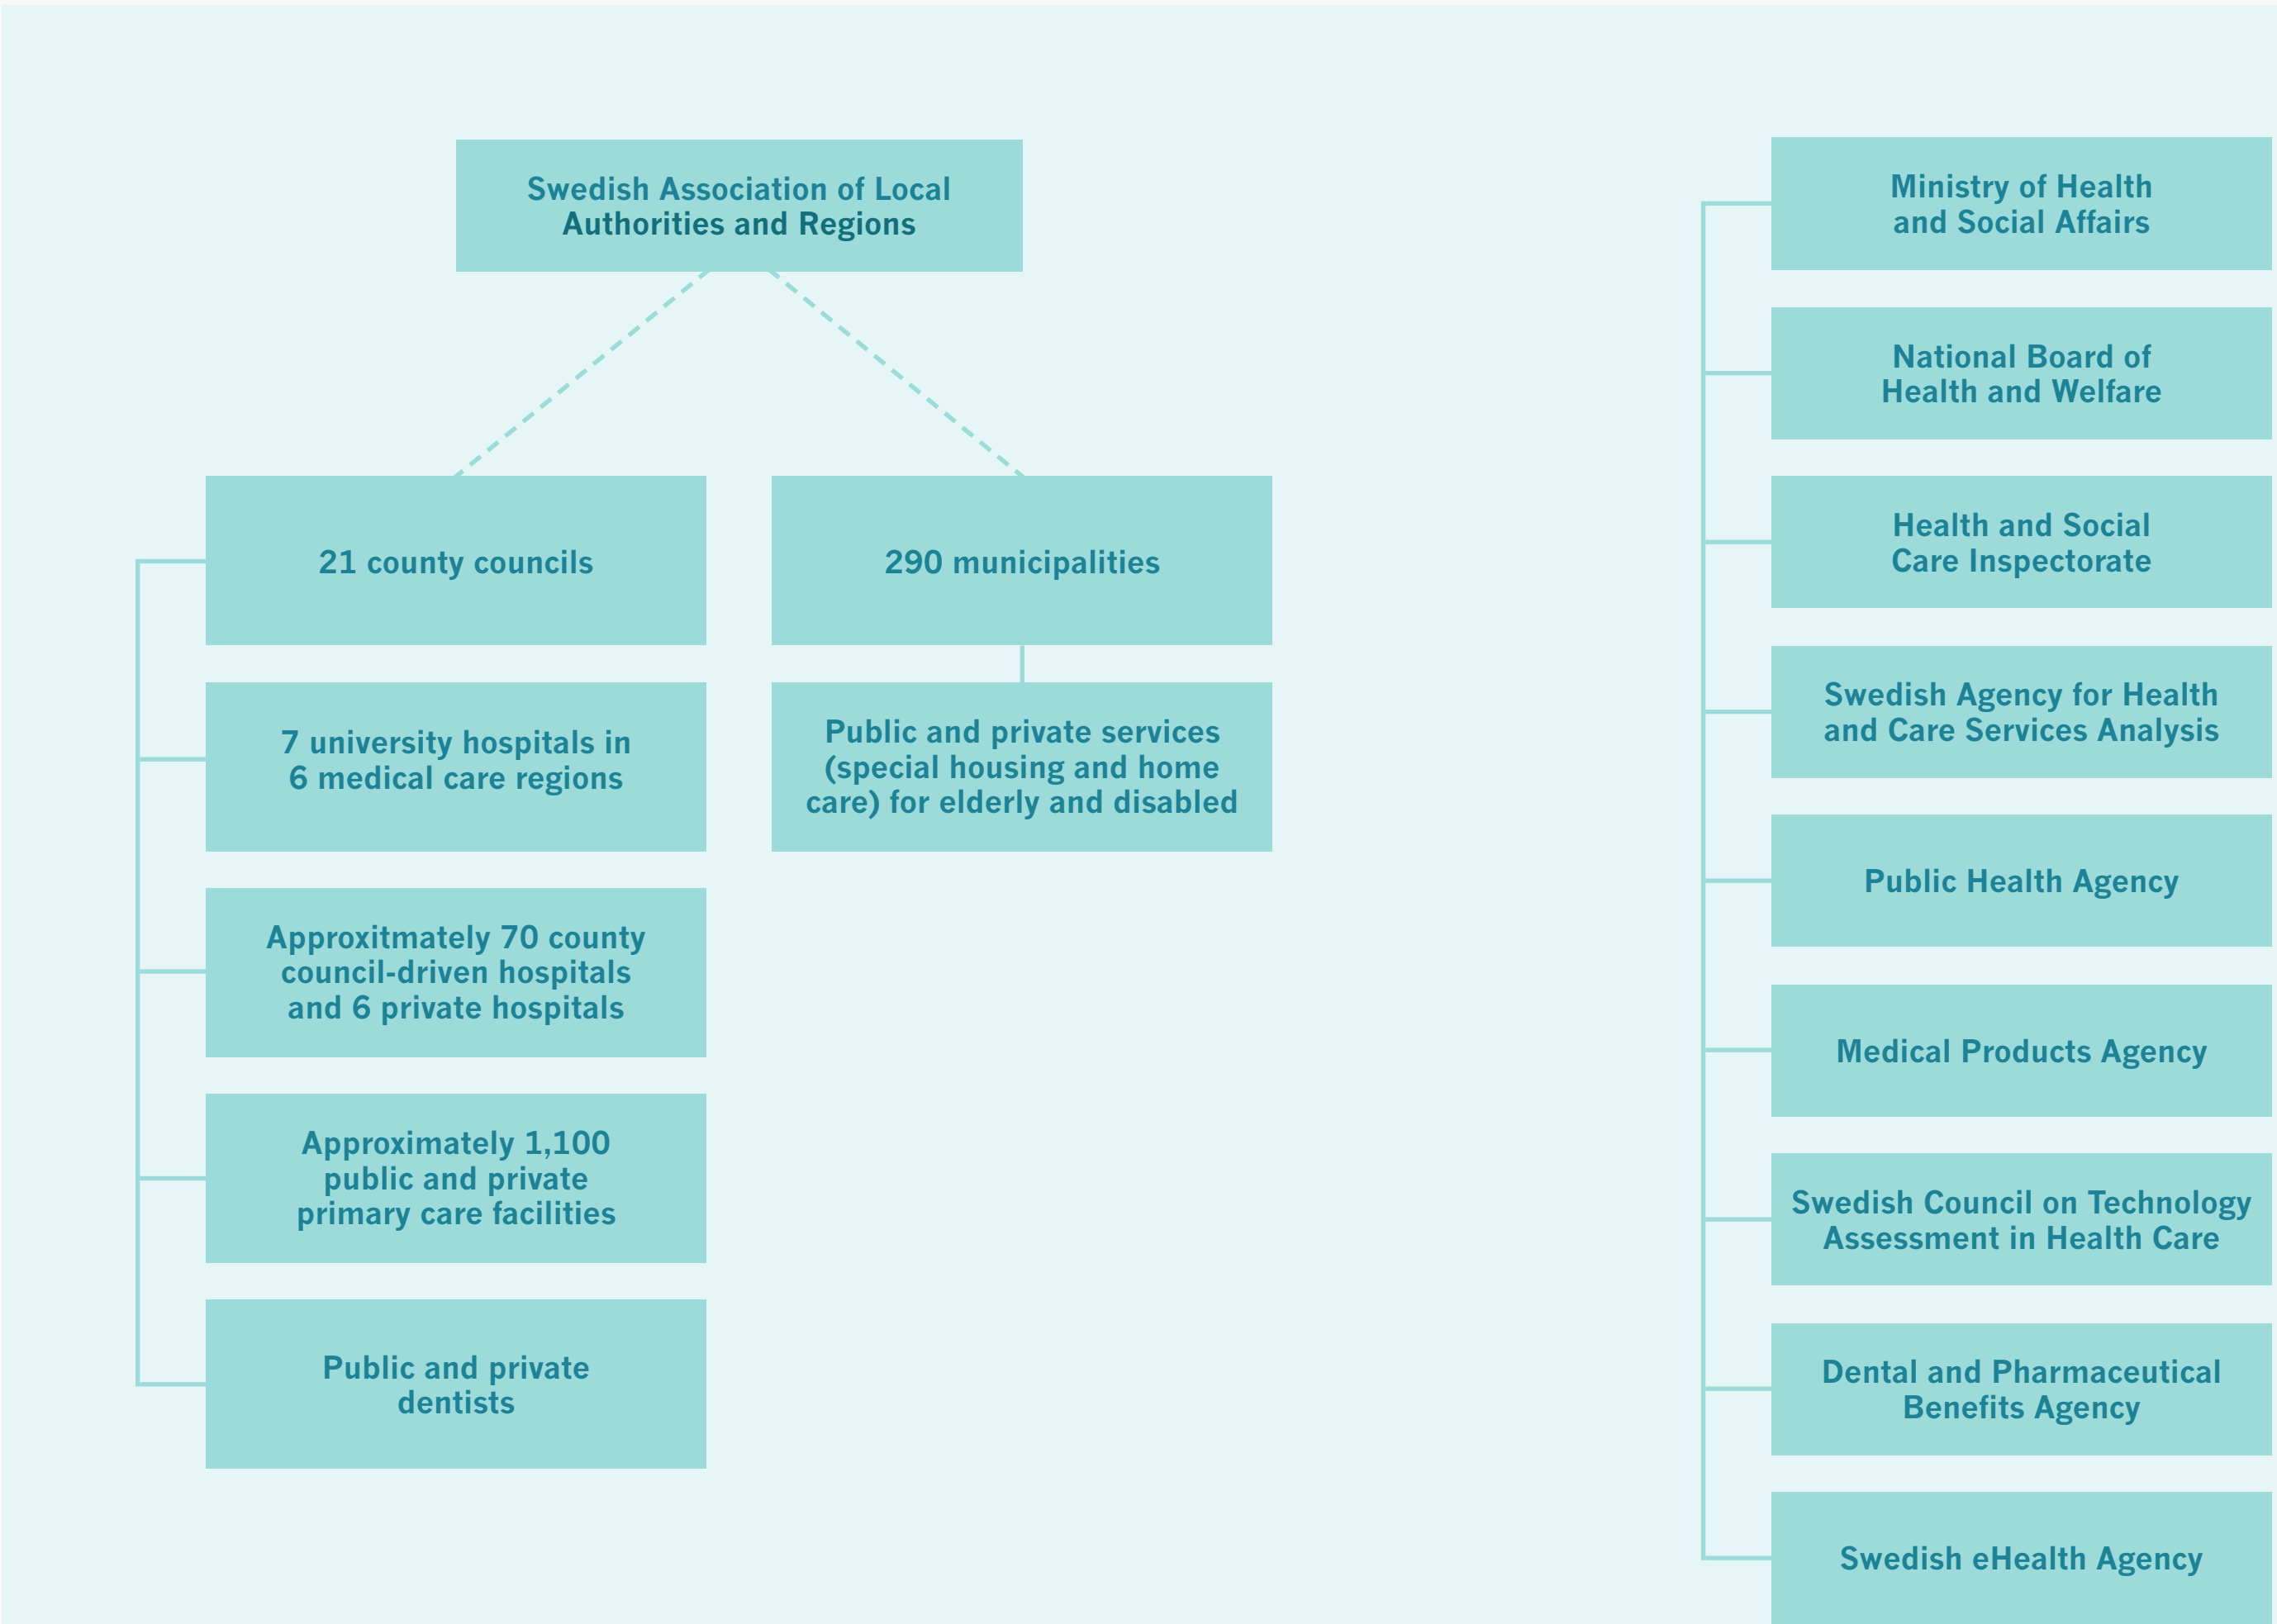 Swedish Association of Local
Authorities and Regions
21 county councils
7 university hospitals in
6 medical care regions
Approxitmately 70 county
council-driven hospitals
and 6 private hospitals
Approximately 1,100
public and private
primary care facilities
Public and private
dentists
290 municipalities
Public and private services
(special housing and home
care) for elderly and disabled
Ministry of Health
and Social Affairs
National Board of
Health and Welfare
Health and Social
Care Inspectorate
Swedish Agency for Health
and Care Services Analysis
Public Health Agency
Medical Products Agency
Swedish Council on Technology
Assessment in Health Care
Dental and Pharmaceutical
Benefits Agency
Swedish eHealth Agency